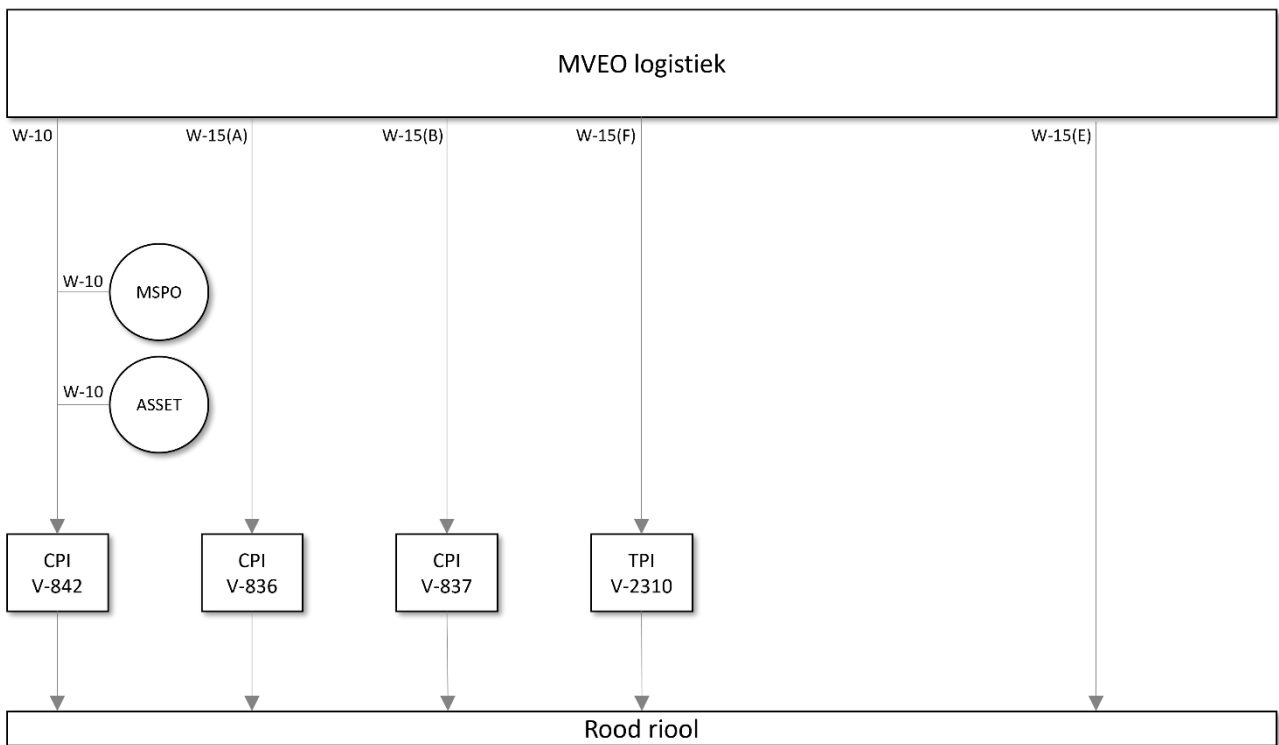 MVEO logistiek
W-10
W-15(A)
W-15(B)
W-15(F)
W-15(E)
W-10
MSPO
W-10
ASSET
CPI
V-842
CPI
V-836
CPI
V-837
TPI
V-2310
Rood riool